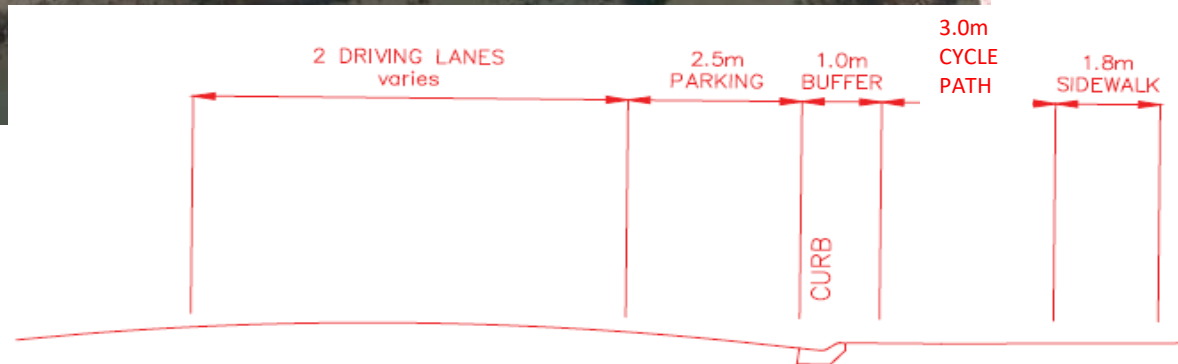 2 DRIVING LANES
varies
2.5m
PARKING
1.0m
BUFFER
3.0m
CYCLE
PATH
1.8m
SIDEWALK
CURB